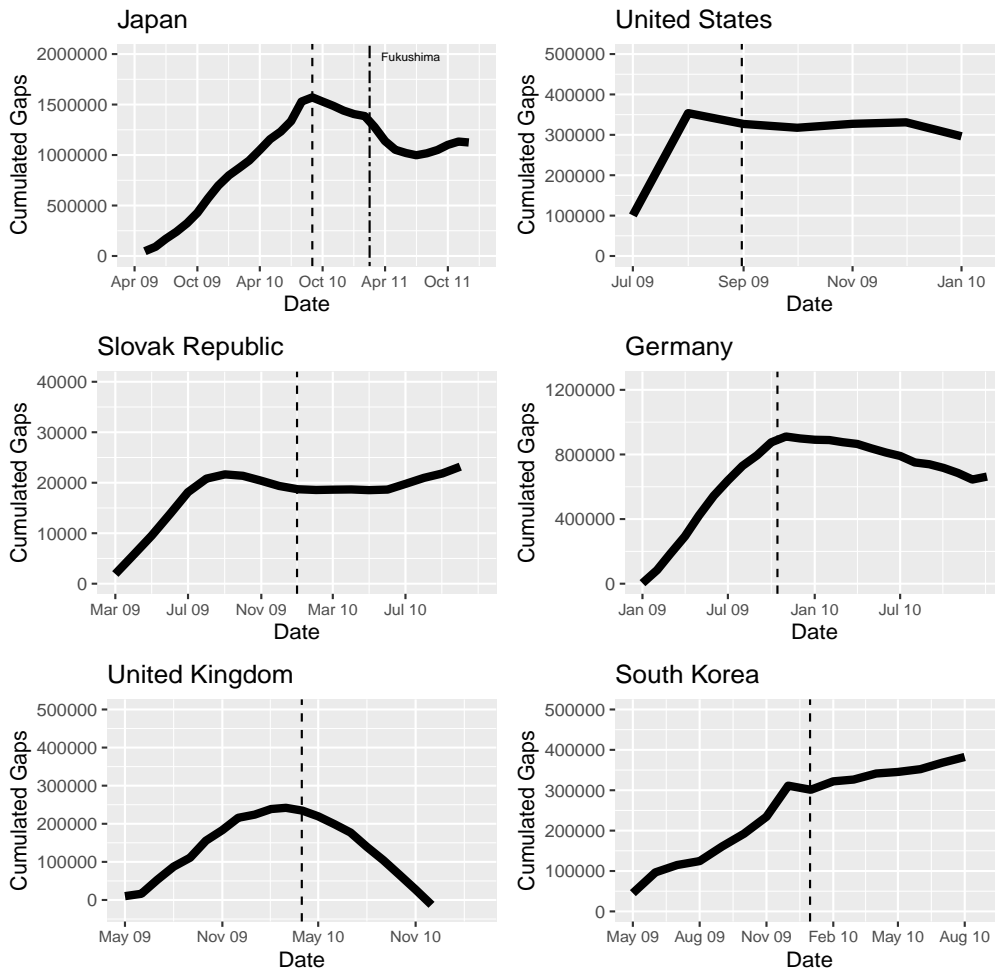 Japan
Cumulated Gaps
2000000
1500000
1000000
500000
0
Fukushima
Apr 09 Oct 09 Apr 10 Oct 10 Apr 11 Oct 11
Date
United States
Cumulated Gaps
500000
400000
300000
200000
100000
0
Jul 09 Sep 09 Nov 09 Jan 10
Date
Slovak Republic
Cumulated Gaps
40000
30000
20000
10000
0
Mar 09 Jul 09 Nov 09 Mar 10 Jul 10
Date
Germany
Cumulated Gaps
1200000
800000
400000
0
Jan 09 Jul 09 Jan 10 Jul 10
Date
United Kingdom
Cumulated Gaps
500000
400000
300000
200000
100000
0
May 09 Nov 09 May 10 Nov 10
Date
South Korea
Cumulated Gaps
500000
400000
300000
200000
100000
0
May 09 Aug 09 Nov 09 Feb 10 May 10 Aug 10
Date